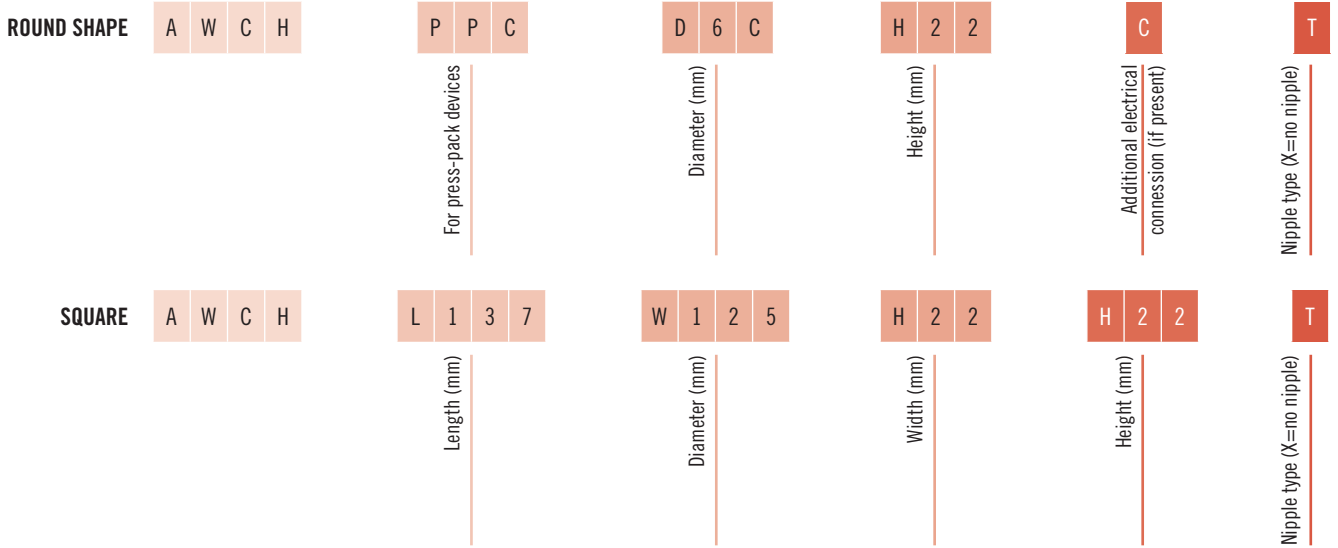 ROUND SHAPE A W C H P P C D 6 C H 2 2 C T
For press-pack devices
Diameter (mm)
Height (mm)
Additional electrical
connession (if present)
Nipple type (X=no nipple)
SQUARE A W C H L 1 3 7 W 1 2 5 H 2 2 H 2 2 T
Length (mm)
Diameter (mm)
Width (mm)
Height (mm)
Nipple type (X=no nipple)